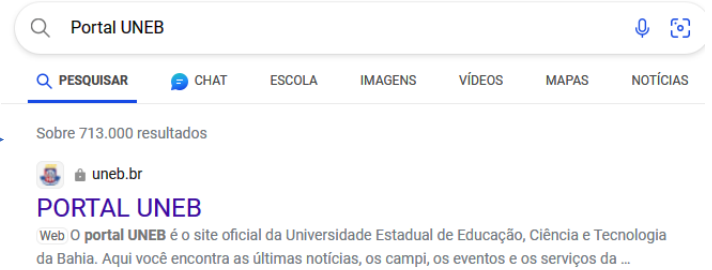 Portal UNEB
PESQUISAR CHAT ESCOLA IMAGENS VÍDEOS MAPAS NOTÍCIAS
Sobre 713.000 resultados
uneb.br
PORTAL UNEB
Web O portal UNEB é o site oficial da Universidade Estadual de Educação, Ciência e Tecnologia
da Bahia. Aqui você encontra as últimas notícias, os campi, os eventos e os serviços da ...